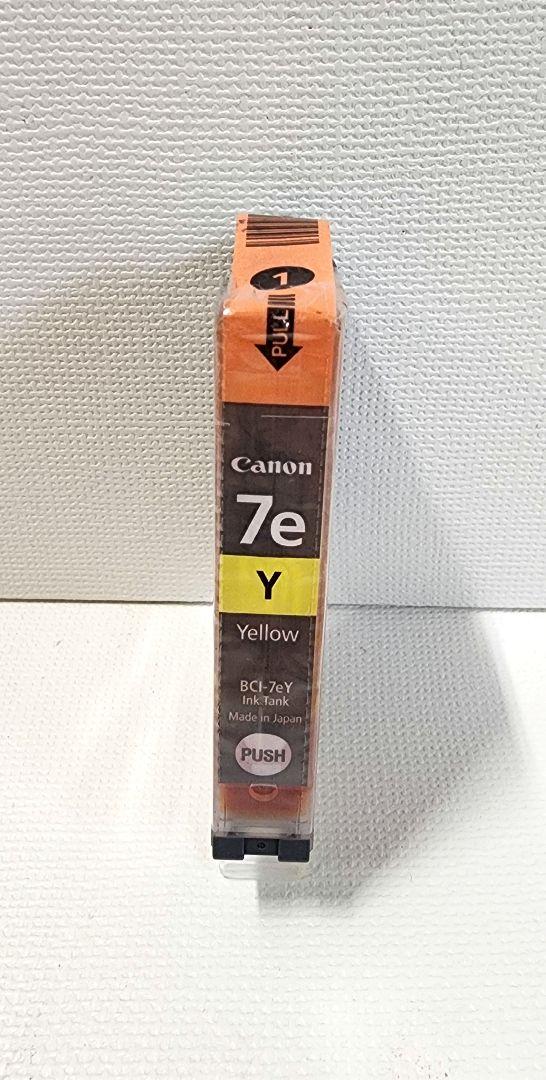 1
PULL
Canon
7e
Y
Yellow
BCI-7eY
Ink Tank
Made in Japan
PUSH